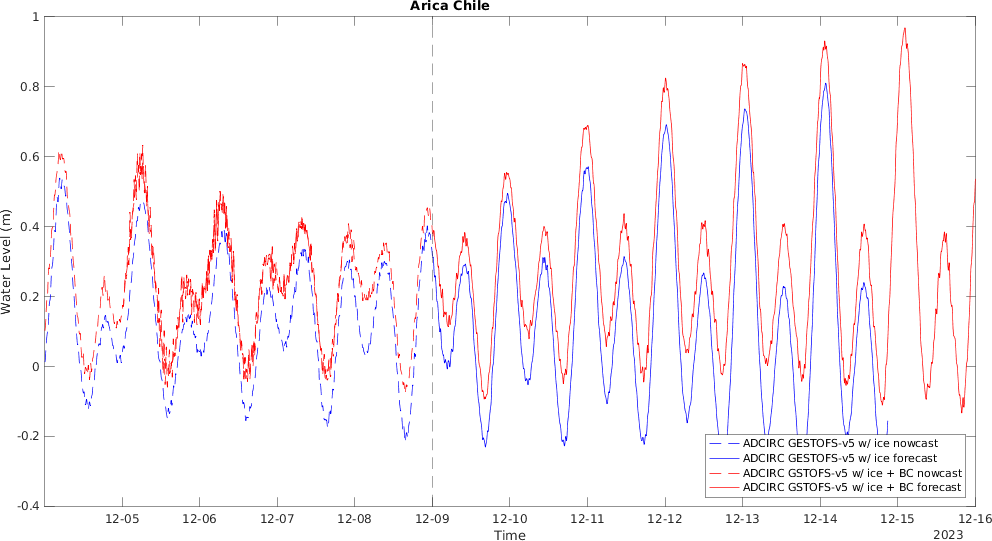 Arica Chile
Water Level (m)
1
0.8
0.6
0.4
0.2
0
-0.2
-0.4
ADCIRC GESTOFS-v5 w/ ice nowcast
ADCIRC GESTOFS-v5 w/ ice forecast
ADCIRC GSTOFS-v5 w/ ice + BC nowcast
ADCIRC GSTOFS-v5 w/ ice + BC forecast
12-05 12-06 12-07 12-08 12-09 12-10 12-11 12-12 12-13 12-14 12-15 12-16
Time
2023